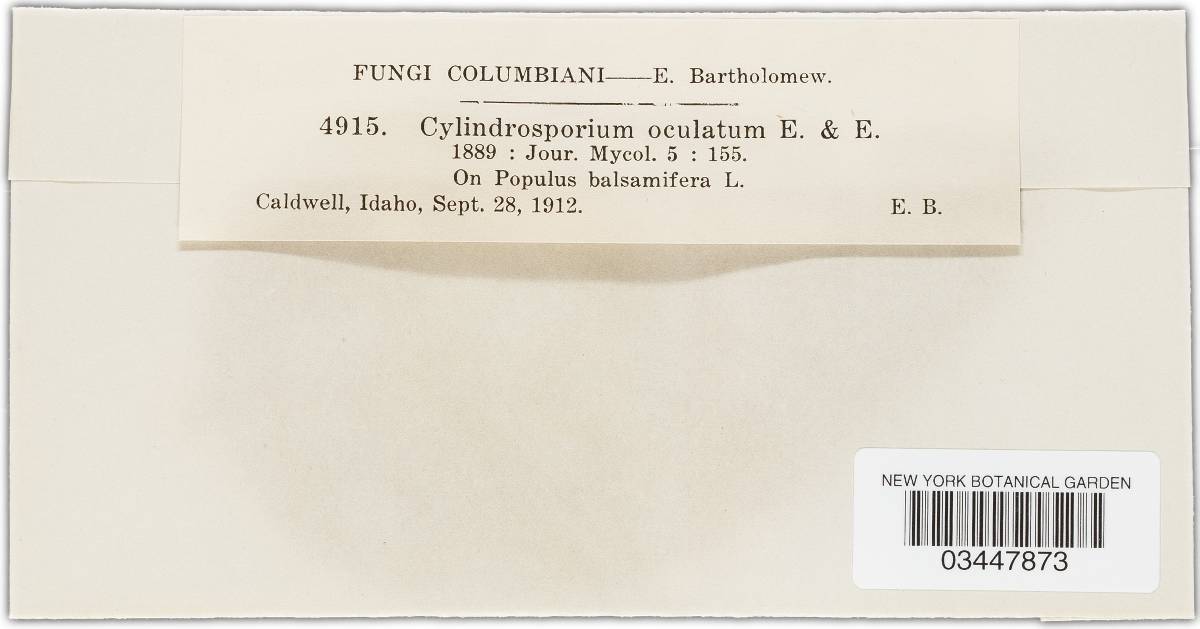 FUNGI COLUMBIANI——E. Bartholomew.
4915. Cylindrosporium oculatum E. & E.
1889 : Jour. Mycol. 5 : 155.
On Populus balsamifera L.
Caldwell, Idaho, Sept. 28, 1912. E. B.
NEW YORK BOTANICAL GARDEN
03447873